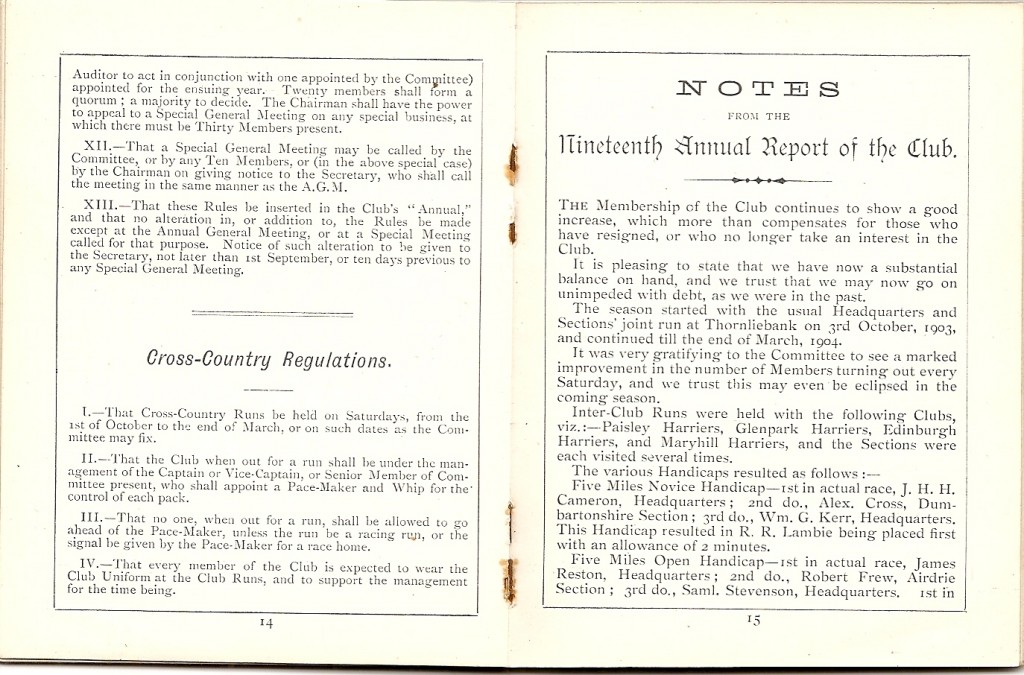 Auditor to act in conjunction with one appointed by the Committee)
appointed for the ensuing year. Twenty members shall form a
quorum ; a majority to decide. The Chairman shall have the power
to appeal to a Special General Meeting on any special business, at
which there must be Thirty Members present.
XII.—That a Special General Meeting may be called by the
Committee, or by any Ten Members, or (in the above special case)
by the Chairman on giving notice to the Secretary, who shall call
the meeting in the same manner as the A.G.M.
XIII.—That these Rules be inserted in the Club's "Annual,"
and that no alteration in, or addition to, the Rules be made
except at the Annual General Meeting, or at a Special Meeting
called for that purpose. Notice of such alteration to be given to
the Secretary, not later than 1st September, or ten days previous to
any Special General Meeting.
Cross-Country Regulations.
I.—That Cross-Country Runs be held on Saturdays, from the
1st of October to the end of March, or on such dates as the Com-
mittee may fix.
II.—That the Club when out for a run shall be under the man-
agement of the Captain or Vice-Captain, or Senior Member of Com-
mittee present, who shall appoint a Pace-Maker and Whip for the
control of each pack.
III.—That no one, when out for a run, shall be allowed to go
ahead of the Pace-Maker, unless the run be a racing run, or the
signal be given by the Pace-Maker for a race home.
IV.—That every member of the Club is expected to wear the
Club Uniform at the Club Runs, and to support the management
for the time being.
14
NOTES
FROM THE
Nineteenth Annual Report of the Club.
THE Membership of the Club continues to show a good
increase, which more than compensates for those who
have resigned, or who no longer take an interest in the
Club.
It is pleasing to state that we have now a substantial
balance on hand, and we trust that we may now go on
unimpeded with debt, as we were in the past.
The season started with the usual Headquarters and
Sections' joint run at Thornliebank on 3rd October, 1903,
and continued till the end of March, 1904.
It was very gratifying to the Committee to see a marked
improvement in the number of Members turning out every
Saturday, and we trust this may even be eclipsed in the
coming season.
Inter-Club Runs were held with the following Clubs,
viz.:—Paisley Harriers, Glenpark Harriers, Edinburgh
Harriers, and Maryhill Harriers, and the Sections were
each visited several times.
The various Handicaps resulted as follows :—
Five Miles Novice Handicap—1st in actual race, J. H. H.
Cameron, Headquarters ; 2nd do., Alex. Cross, Dum-
bartonshire Section ; 3rd do., Wm. G. Kerr, Headquarters.
This Handicap resulted in R. R. Lambie being placed first
with an allowance of 2 minutes.
Five Miles Open Handicap—1st in actual race, James
Reston, Headquarters ; 2nd do., Robert Frew, Airdrie
Section ; 3rd do., Saml. Stevenson, Headquarters. 1st in
15